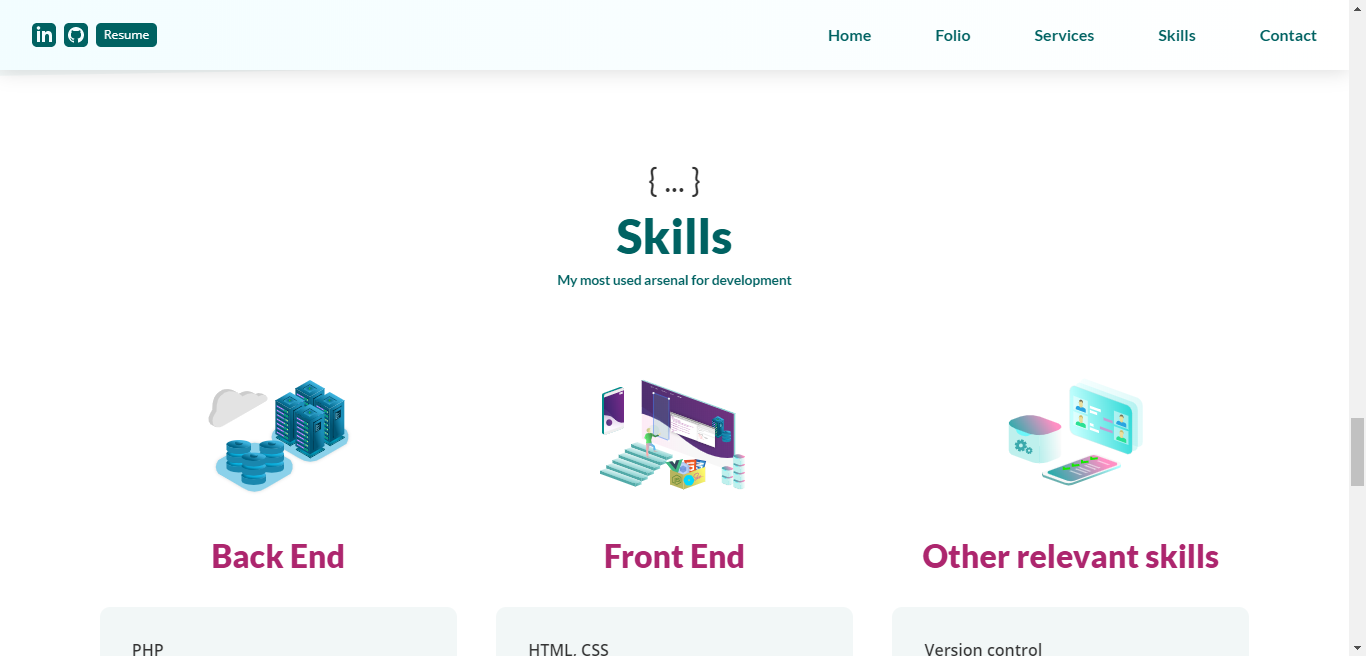 in Resume Home Folio Services Skills Contact
{ ... }
Skills
My most used arsenal for development
Back End Front End Other relevant skills
PHP HTML, CSS Version control